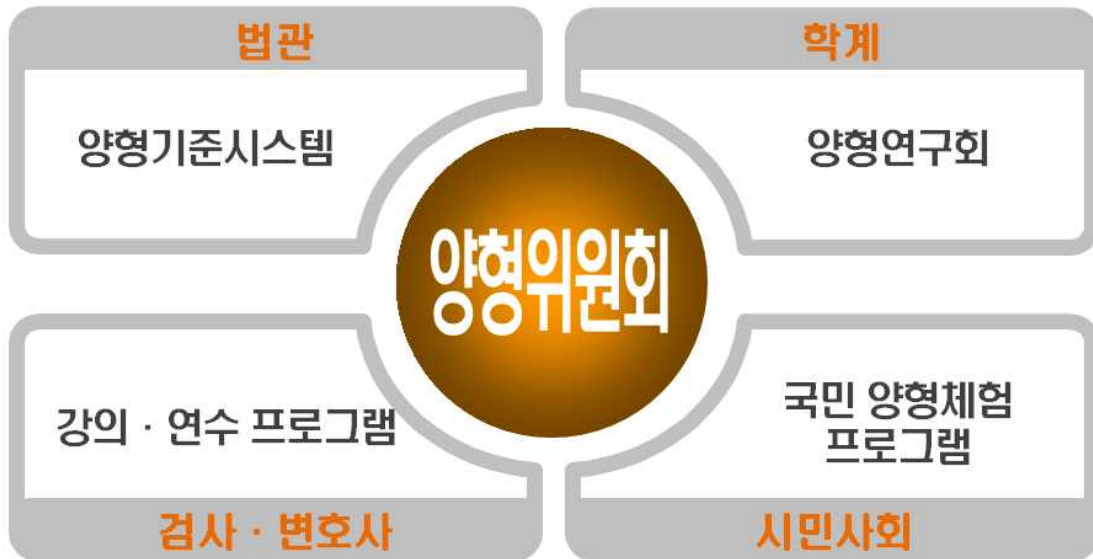 법관
양형기준시스템
학계
양형연구회
양형위원회
강의 · 연수 프로그램
검사 · 변호사
국민 양형체험
프로그램
시민사회